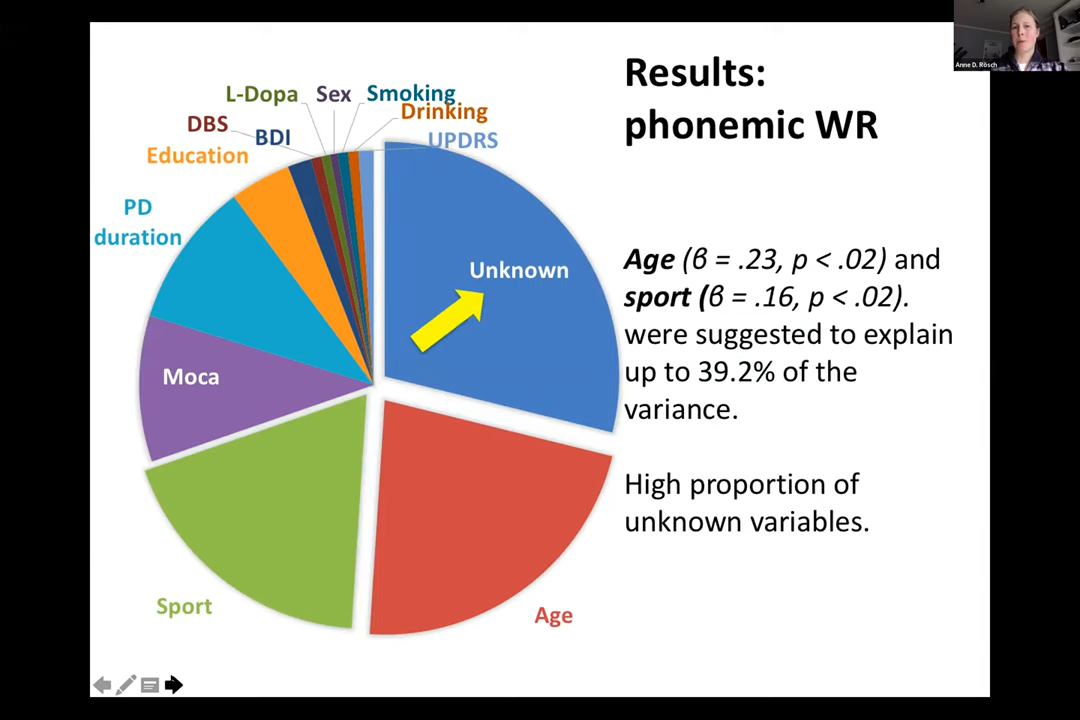 Results:
phonemic WR
L-Dopa
Sex
Smoking
Drinking
DBS
BDI
UPDRS
Education
PD
duration
Unknown
Moca
Sport
Age
Age (β = .23, p < .02) and
sport (β = .16, p < .02).
were suggested to explain
up to 39.2% of the
variance.
High proportion of
unknown variables.
Anne D. Rösch